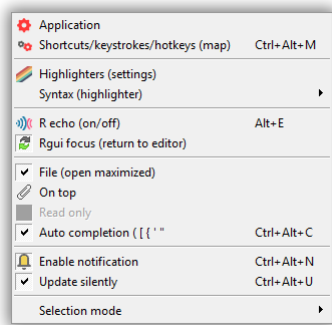 Application
Shortcuts/keystrokes/hotkeys (map) Ctrl+Alt+M
Highlighters (settings)
Syntax (highlighter)
R echo (on/off) Alt+E
Rgui focus (return to editor)
File (open maximized)
On top
Read only
Auto completion ( [ { ' "  Ctrl+Alt+C
Enable notification Ctrl+Alt+N
Update silently Ctrl+Alt+U
Selection mode